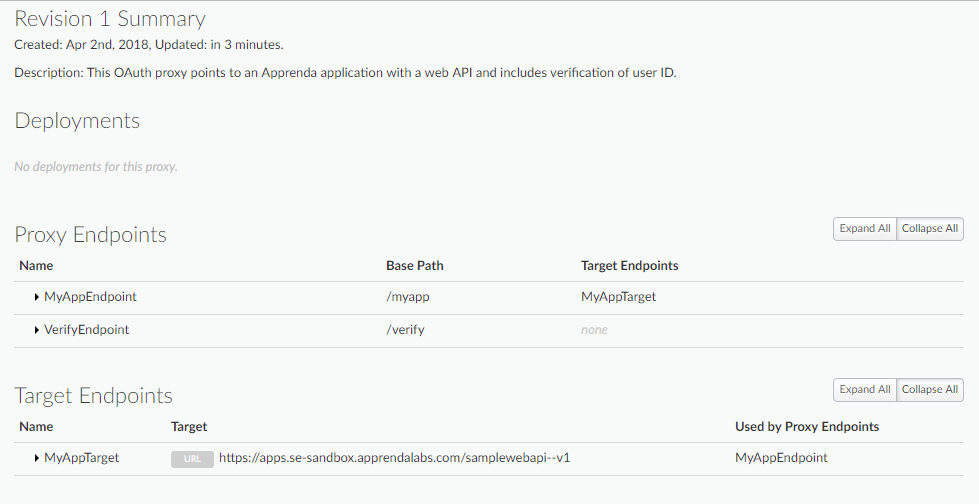 Revision 1 Summary
Created: Apr 2nd, 2018, Updated: in 3 minutes.
Description: This OAuth proxy points to an Apprenda application with a web API and includes verification of user ID.
Deployments
No deployments for this proxy.
Proxy Endpoints
Expand All Collapse All
Name Base Path Target Endpoints
MyAppEndpoint /myapp MyAppTarget
VerifyEndpoint /verify none
Target Endpoints
Expand All Collapse All
Name Target Used by Proxy Endpoints
MyAppTarget URL https://apps.se-sandbox.apprendalabs.com/samplewebapi--v1 MyAppEndpoint